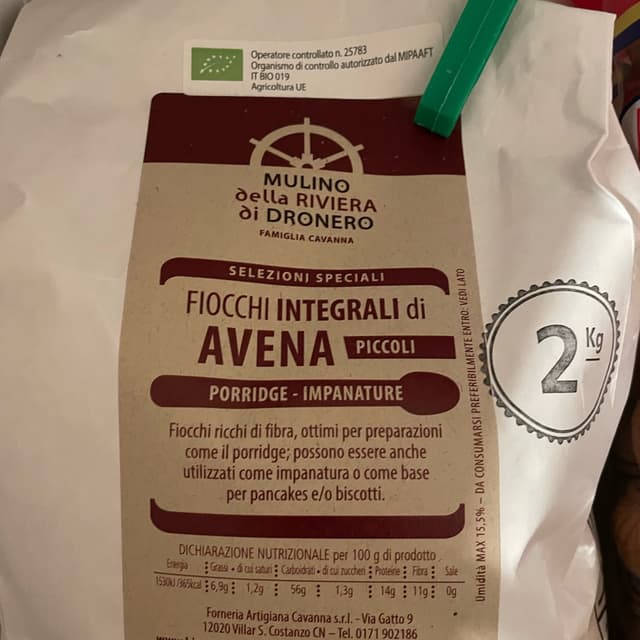 Operatore controllato n. 25783
Organismo di controllo autorizzato dal MIPAAFT
IT BIO 019
Agricoltura UE
MULINO
della RIVIERA
di DRONERO
FAMIGLIA CAVANNA
SELEZIONI SPECIALI
FIOCCHI INTEGRALI di
AVENA PICCOLI
PORRIDGE - IMPANATURE
Fiocchi ricchi di fibra, ottimi per preparazioni
come il porridge; possono essere anche
utilizzati come impanatura o come base
per pancakes e/o biscotti.
DICHIARAZIONE NUTRIZIONALE per 100 g di prodotto
Energia Grassi - di cui saturi Carboidrati - di cui zuccheri Proteine Fibra Sale
1530kJ/365kcal 6,9g 1,2g 56g 1,3g 14g 11g 0g
Forneria Artigiana Cavanna s.r.l. - Via Gatto 9
12020 Villar S. Costanzo CN - Tel. 0171 902186
Umidità MAX 15,5% - DA CONSUMARSI PREFERIBILMENTE ENTRO: VEDI LATO
2 Kg